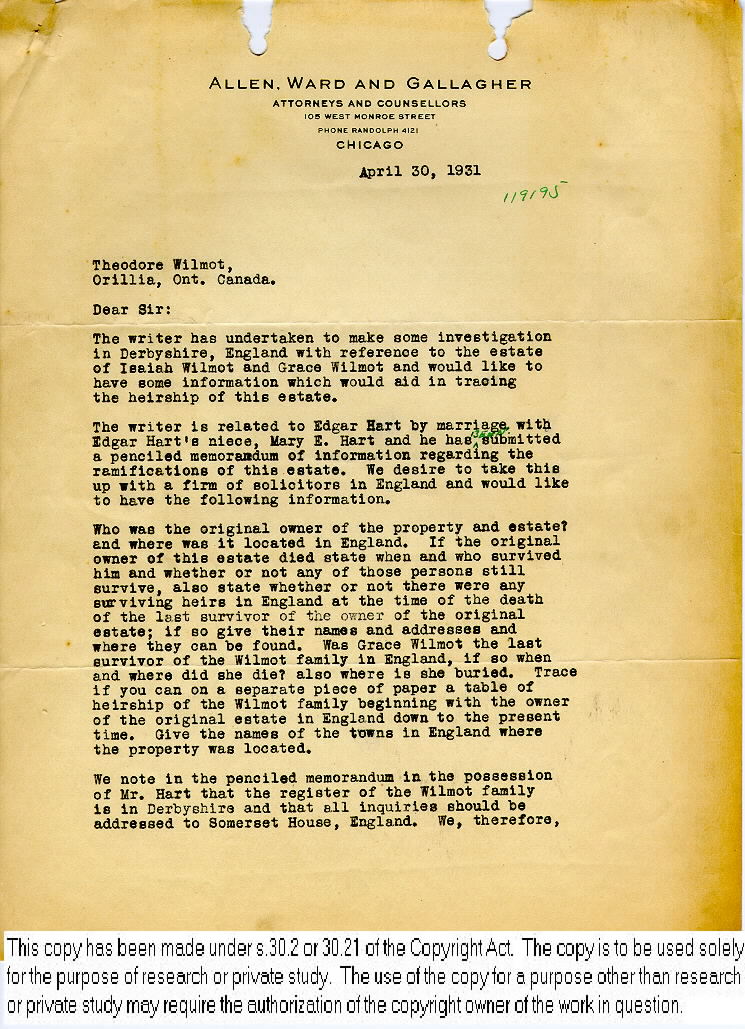 ALLEN, WARD AND GALLAGHER
ATTORNEYS AND COUNSELLORS
105 WEST MONROE STREET
PHONE RANDOLPH 4121
CHICAGO
April 30, 1931
119195
Theodore Wilmot,
Orillia, Ont. Canada.
Dear Sir:
The writer has undertaken to make some investigation
in Derbyshire, England with reference to the estate
of Isaiah Wilmot and Grace Wilmot and would like to
have some information which would aid in tracing
the heirship of this estate.
The writer is related to Edgar Hart by marriage with
Edgar Hart's niece, Mary E. Hart and he has submitted
a penciled memorandum of information regarding the
ramifications of this estate.  We desire to take this
up with a firm of solicitors in England and would like
to have the following information.
Who was the original owner of the property and estate?
and where was it located in England.  If the original
owner of this estate died state when and who survived
him and whether or not any of those persons still
survive, also state whether or not there were any
surviving heirs in England at the time of the death
of the last survivor of the owner of the original
estate; if so give their names and addresses and
where they can be found.  Was Grace Wilmot the last
survivor of the Wilmot family in England, if so when
and where did she die? also where is she buried.  Trace
if you can on a separate piece of paper a table of
heirship of the Wilmot family beginning with the owner
of the original estate in England down to the present
time.  Give the names of the towns in England where
the property was located.
We note in the penciled memorandum in the possession
of Mr. Hart that the register of the Wilmot family
is in Derbyshire and that all inquiries should be
addressed to Somerset House, England.  We, therefore,
This copy has been made under s.30.2 or 30.21 of the Copyright Act.  The copy is to be used solely
for the purpose of research or private study.  The use of the copy for a purpose other than research
or private study may require the authorization of the copyright owner of the work in question.